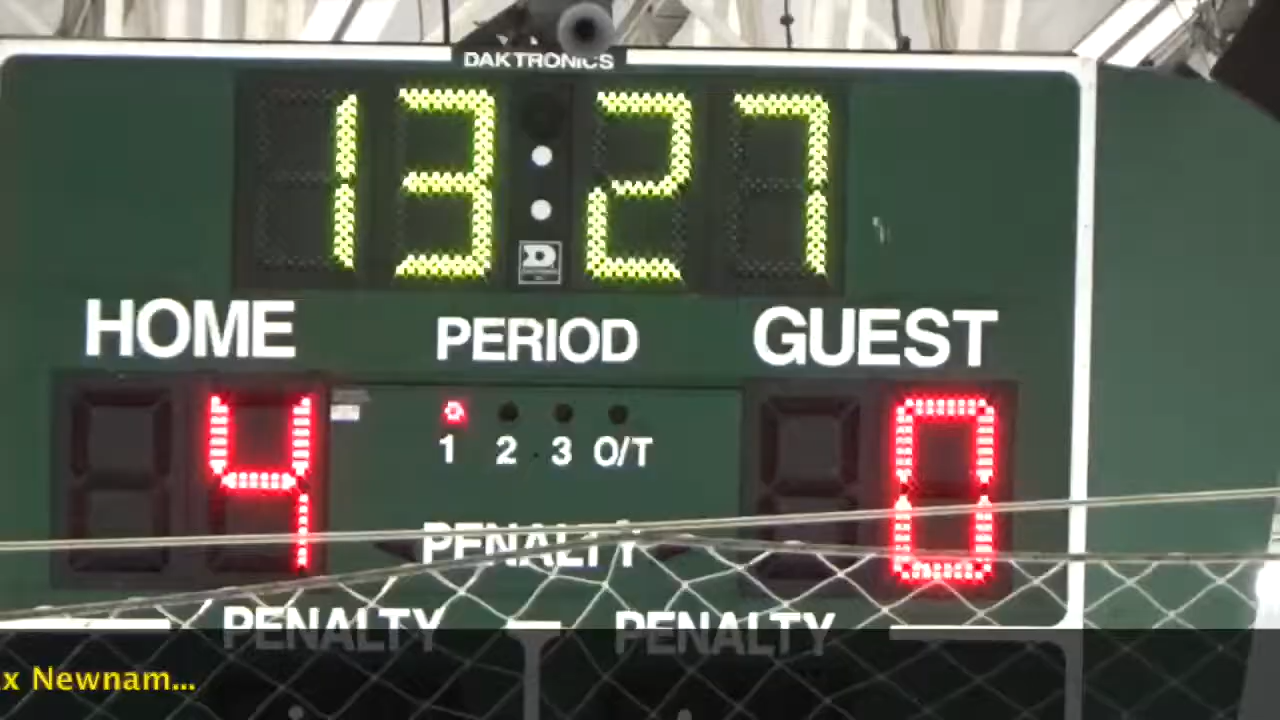 DAKTRONICS
13:27
HOME PERIOD GUEST
4 1 2 3 O/T 0
PENALTY
PENALTY PENALTY
Newnam...